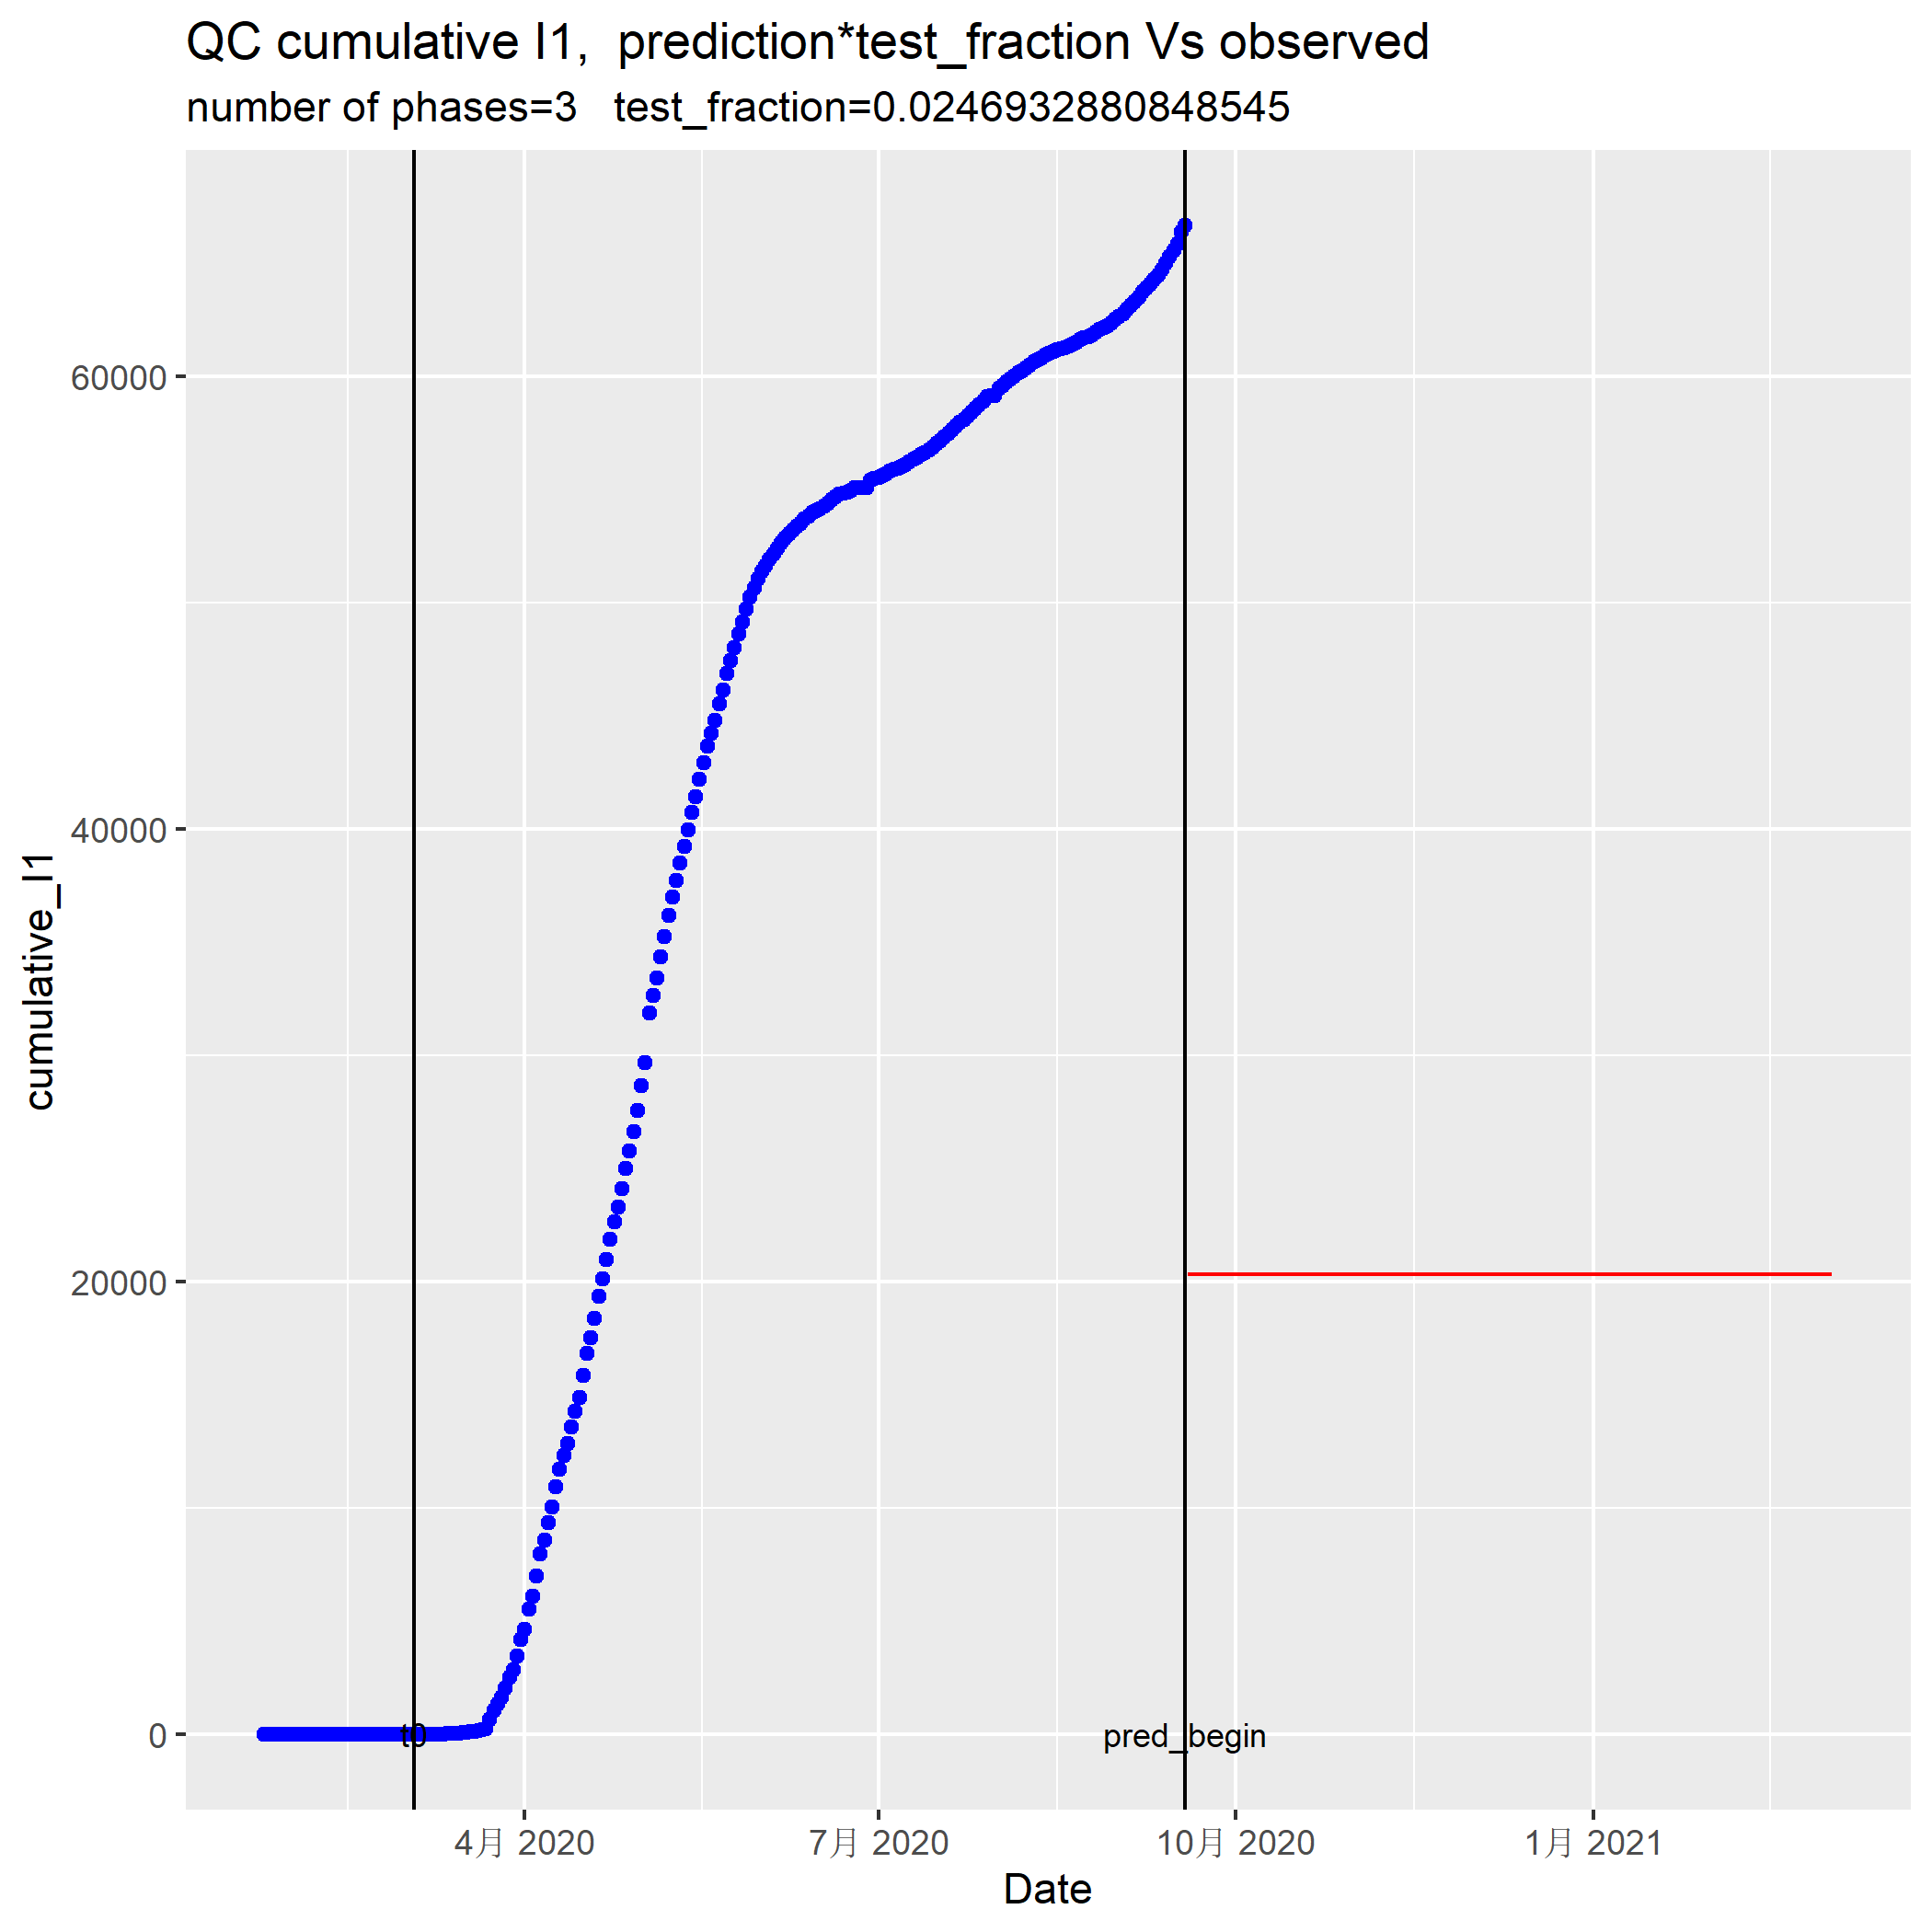 QC cumulative I1,  prediction*test_fraction Vs observed
number of phases=3   test_fraction=0.0246932880848545
cumulative_I1
60000
40000
20000
0
t0
pred_begin
4月 2020
7月 2020
10月 2020
1月 2021
Date